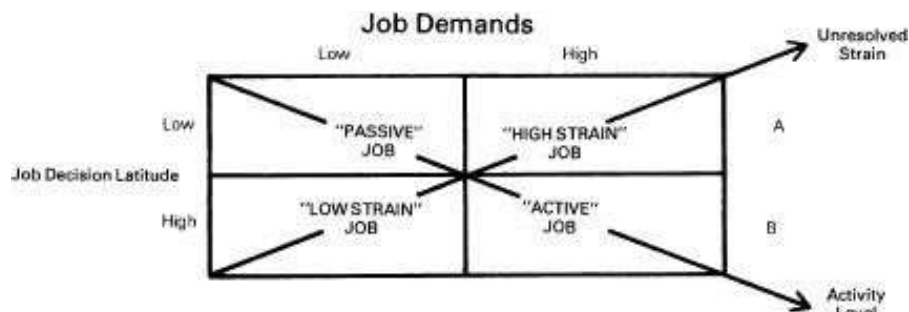 Job Demands
Low
High
Unresolved
Strain
Low
"PASSIVE"
JOB
"HIGH STRAIN"
JOB
A
Job Decision Latitude
High
"LOW STRAIN"
JOB
"ACTIVE"
JOB
B
Activity